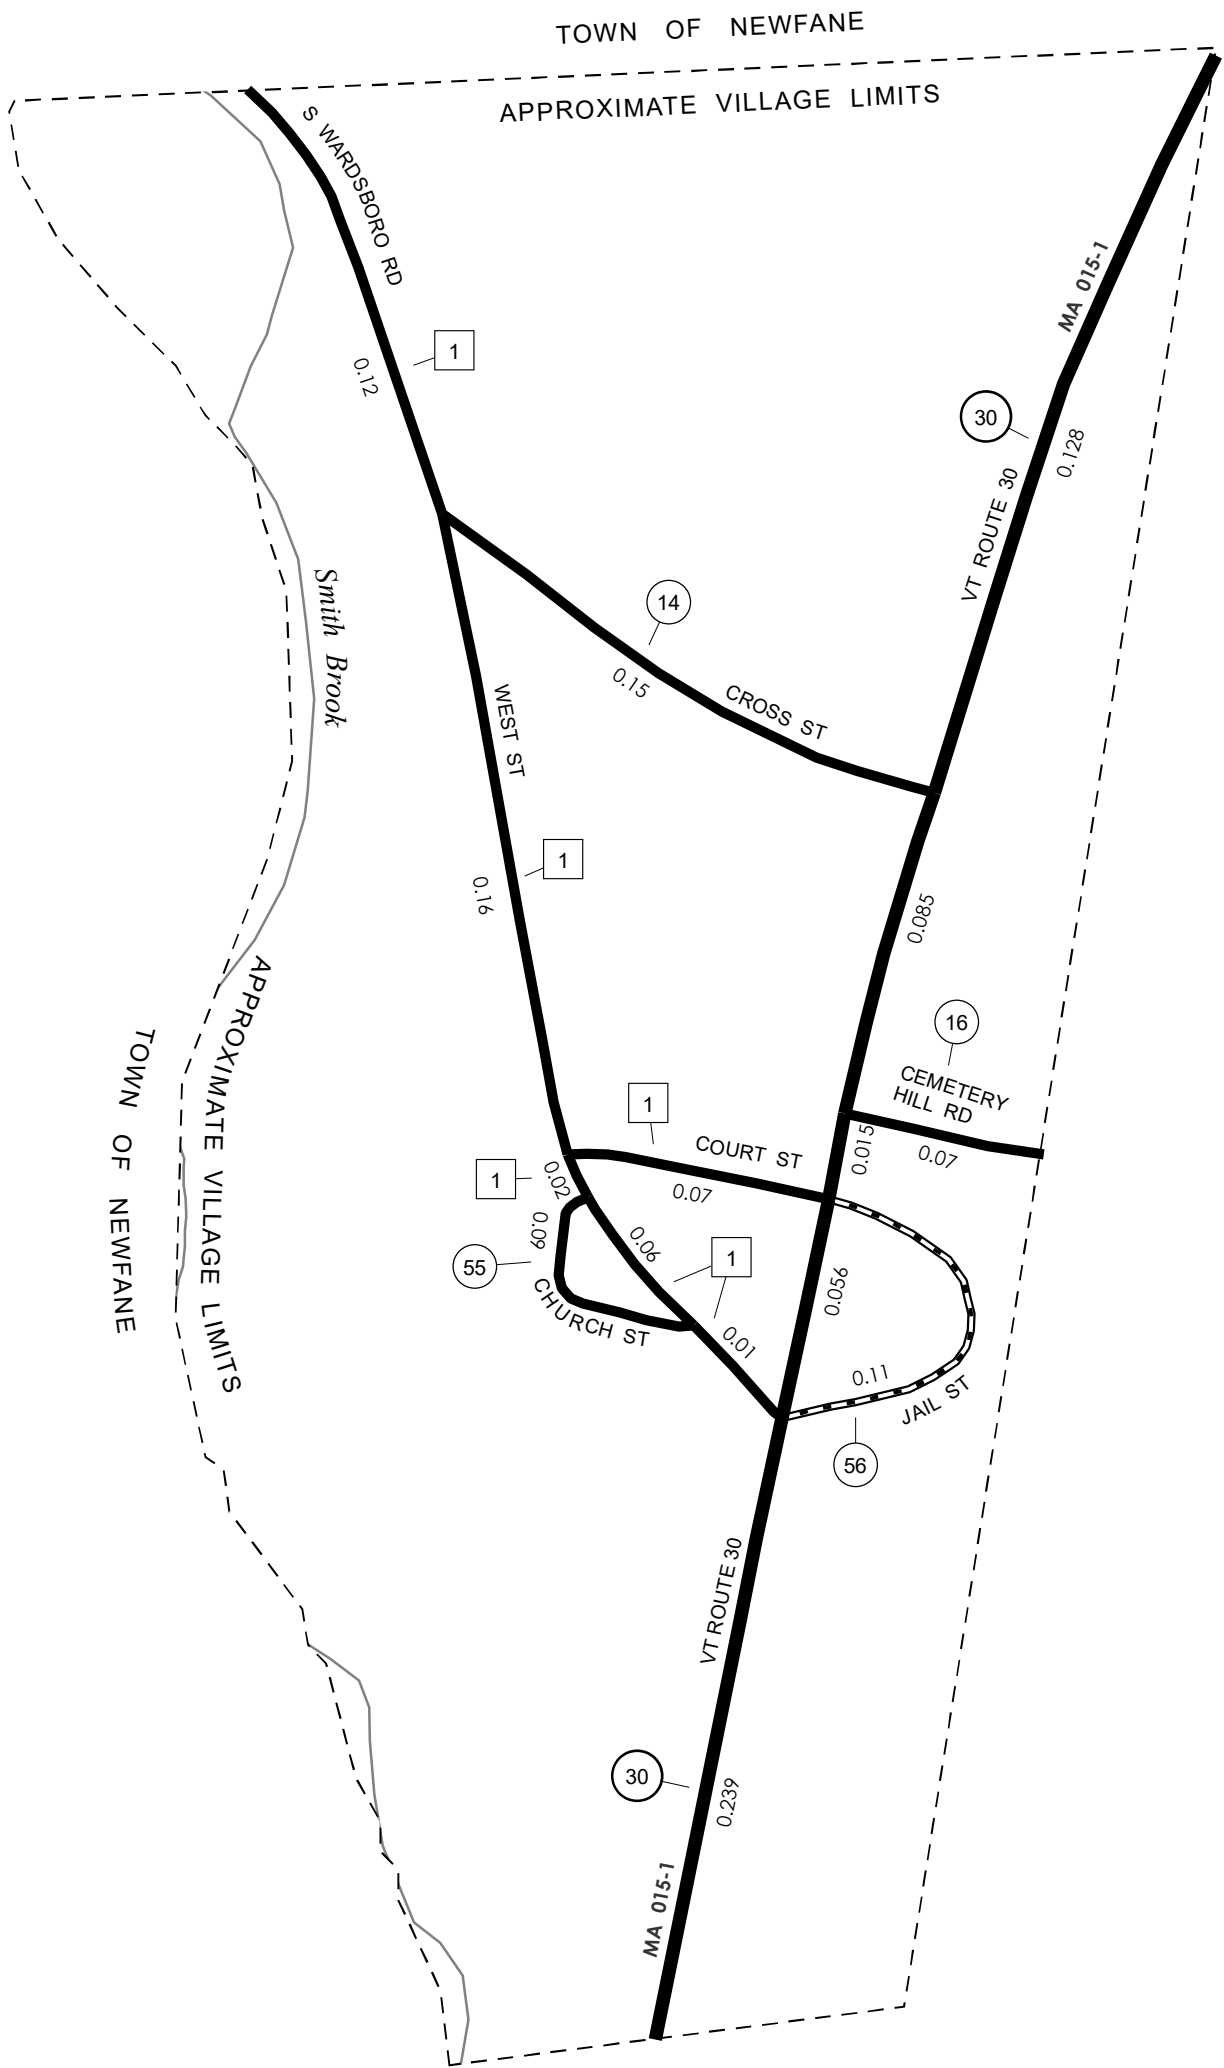 TOWN OF NEWFANE
APPROXIMATE VILLAGE LIMITS
S WARDSBORO RD
MA 015-1
1
0.12
30
0.128
VT ROUTE 30
Smith Brook
14
0.15
CROSS ST
WEST ST
1
0.16
0.085
APPROXIMATE VILLAGE LIMITS
TOWN OF NEWFANE
16
CEMETERY
HILL RD
0.07
0.015
1
COURT ST
0.07
1
0.02
0.09
55
CHURCH ST
0.06
1
0.01
0.056
0.11
JAIL ST
56
VT ROUTE 30
30
0.239
MA 015-1